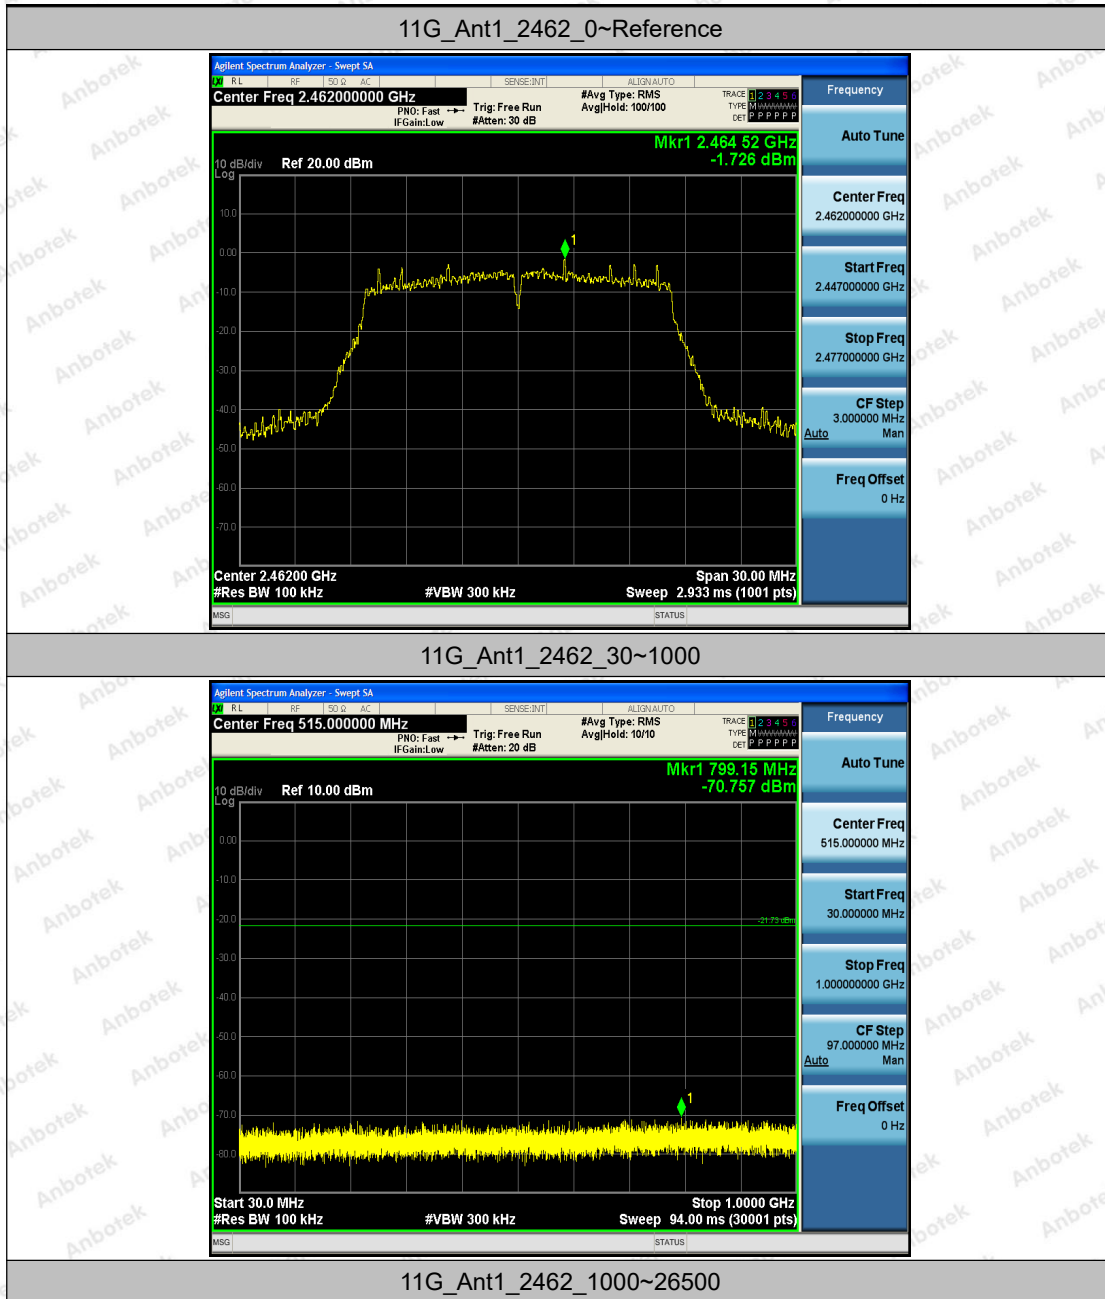 11G_Ant1_2462_0~Reference
Agilent Spectrum Analyzer - Swept SA
RL RF 50 Ω AC SENSE:INT ALIGNAUTO
Center Freq 2.462000000 GHz
#Avg Type: RMS
TRACE 1 2 3 4 5 6
PNO: Fast
Trig: Free Run
Avg|Hold: 100/100
TYPE M
IFGain:Low
#Atten: 30 dB
DET P P P P P P
Frequency
Auto Tune
Mkr1 2.464 52 GHz
-1.726 dBm
10 dB/div Ref 20.00 dBm
Log
10.0
0.00
-10.0
-20.0
-30.0
-40.0
-50.0
-60.0
-70.0
1
Center Freq
2.462000000 GHz
Start Freq
2.447000000 GHz
Stop Freq
2.477000000 GHz
CF Step
3.000000 MHz
Auto Man
Freq Offset
0 Hz
Center 2.46200 GHz Span 30.00 MHz
#Res BW 100 kHz #VBW 300 kHz Sweep 2.933 ms (1001 pts)
MSG STATUS
11G_Ant1_2462_30~1000
Agilent Spectrum Analyzer - Swept SA
RL RF 50 Ω AC SENSE:INT ALIGNAUTO
Center Freq 515.000000 MHz
#Avg Type: RMS
TRACE 1 2 3 4 5 6
PNO: Fast
Trig: Free Run
Avg|Hold: 10/10
TYPE M
IFGain:Low
#Atten: 20 dB
DET P P P P P P
Frequency
Auto Tune
Mkr1 799.15 MHz
-70.757 dBm
10 dB/div Ref 10.00 dBm
Log
0.00
-10.0
-20.0
-21.73 dBm
-30.0
-40.0
-50.0
-60.0
-70.0
-80.0
1
Center Freq
515.000000 MHz
Start Freq
30.000000 MHz
Stop Freq
1.000000000 GHz
CF Step
97.000000 MHz
Auto Man
Freq Offset
0 Hz
Start 30.0 MHz Stop 1.0000 GHz
#Res BW 100 kHz #VBW 300 kHz Sweep 94.00 ms (30001 pts)
MSG STATUS
11G_Ant1_2462_1000~26500